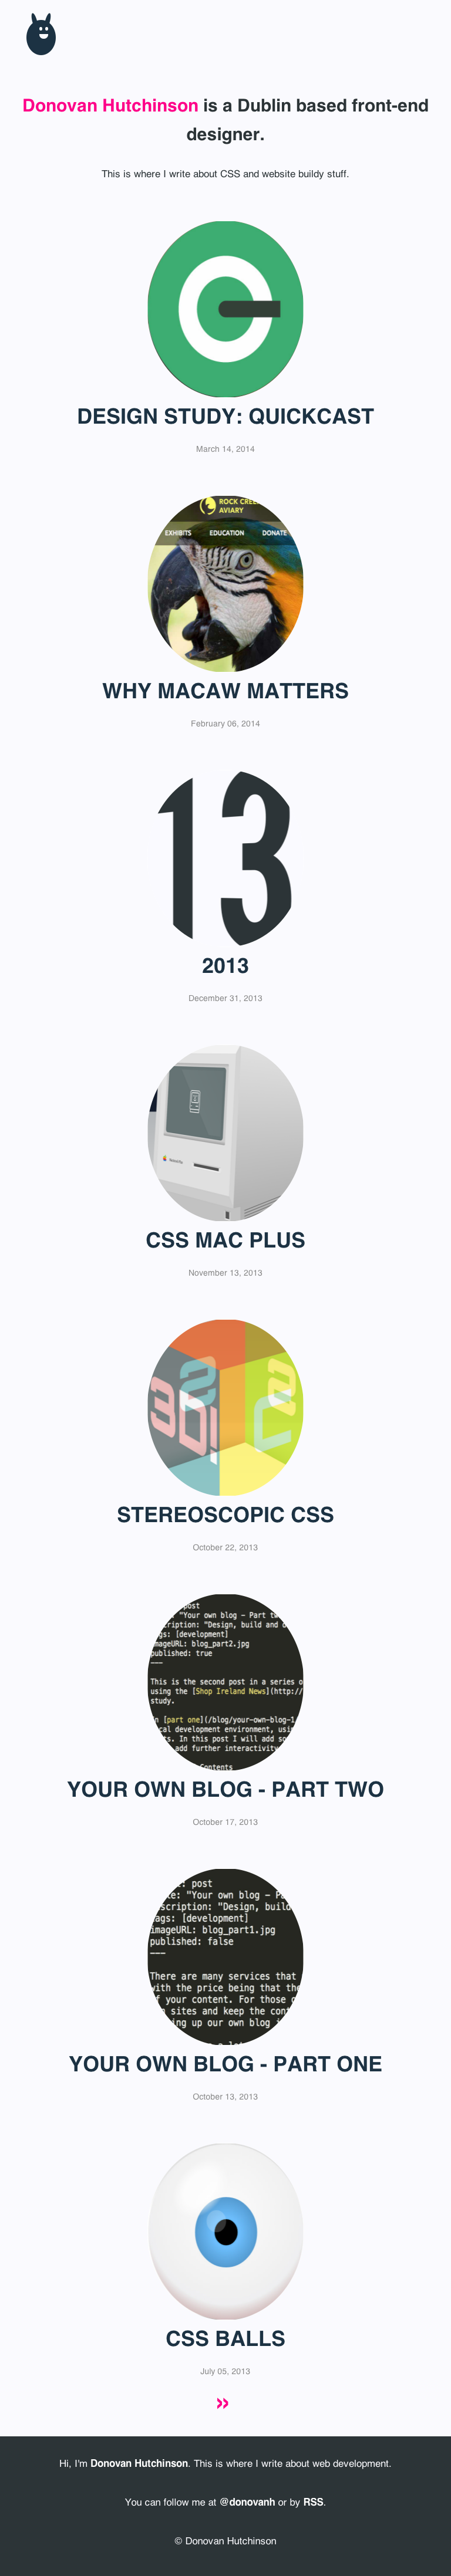 Donovan Hutchinson is a Dublin based front-end
designer.
This is where I write about CSS and website buildy stuff.
DESIGN STUDY: QUICKCAST
March 14, 2014
ROCK CREE
AVIARY
EXHIBITS EDUCATION DONATE
WHY MACAW MATTERS
February 06, 2014
13
2013
December 31, 2013
CSS MAC PLUS
November 13, 2013
3D!
STEREOSCOPIC CSS
October 22, 2013
post
"Your own blog - Part tw
ription: "Design, build and
gs: [development]
mageURL: blog_part2.jpg
published: true
---
This is the second post in a series o
using the [Shop Ireland News](http://
study.
n [part one](/blog/your-own-blog-1
cal development environment, usi
ts. In this post I will add so
add further interactivity
Contents
YOUR OWN BLOG - PART TWO
October 17, 2013
: post
le: "Your own blog - P
scription: "Design, build
ags: [development]
imageURL: blog_part1.jpg
published: false
---
There are many services that
with the price being that the
f your content. For those
sites and keep the cont
ing up our own blog
YOUR OWN BLOG - PART ONE
October 13, 2013
CSS BALLS
July 05, 2013
»
Hi, I'm Donovan Hutchinson. This is where I write about web development.
You can follow me at @donovanh or by RSS.
© Donovan Hutchinson